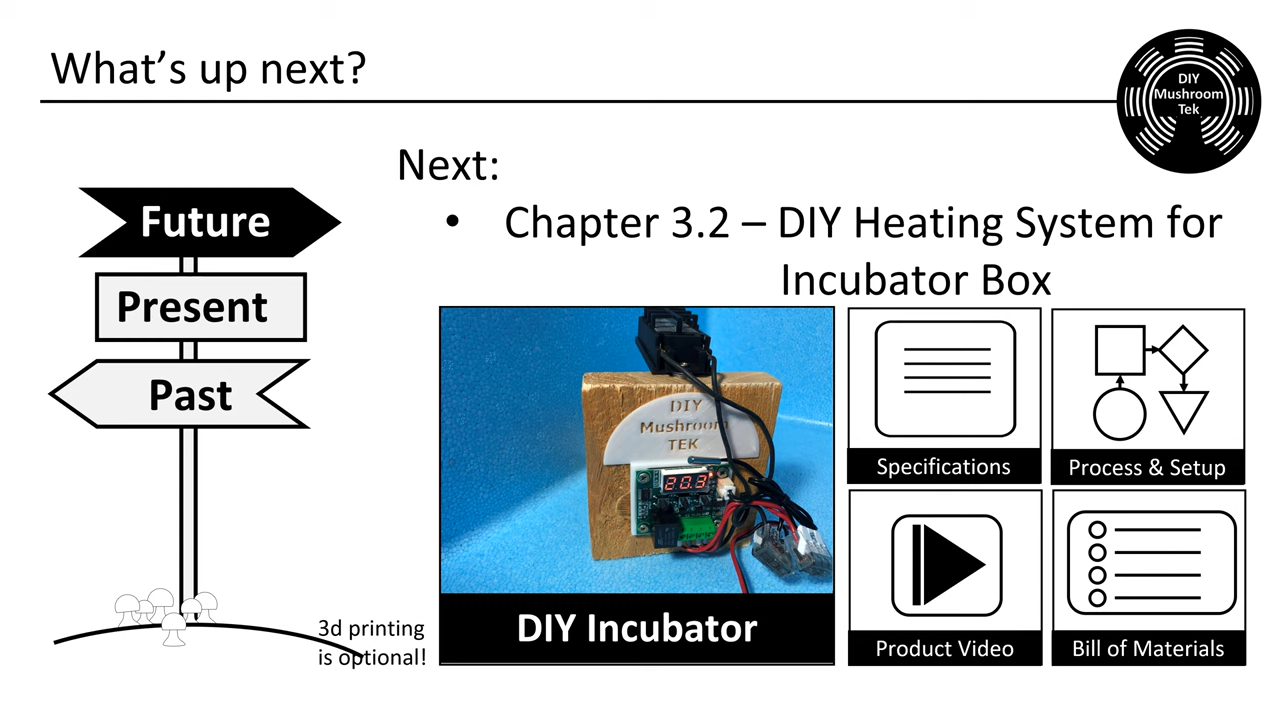 What's up next?
DIY
Mushroom
Tek
Next:
• Chapter 3.2 – DIY Heating System for
Incubator Box
Future
Present
Past
3d printing
is optional!
DIY
Mushroom
TEK
20.3
DIY Incubator
Specifications
Process & Setup
Product Video
Bill of Materials